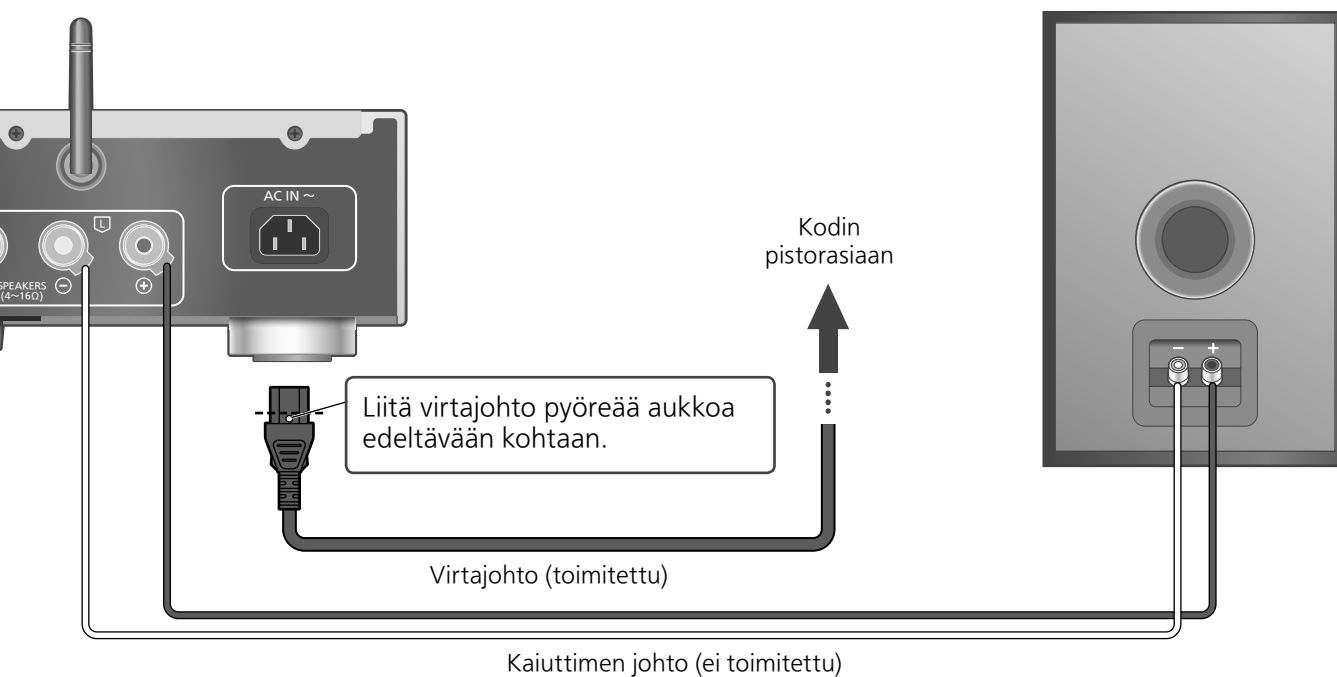 AC IN ～
L
SPEAKERS
(4～16Ω)
－
+
Kodin
pistorasiaan
－
+
Liitä virtajohto pyöreää aukkoa
edeltävään kohtaan.
Virtajohto (toimitettu)
Kaiuttimen johto (ei toimitettu)